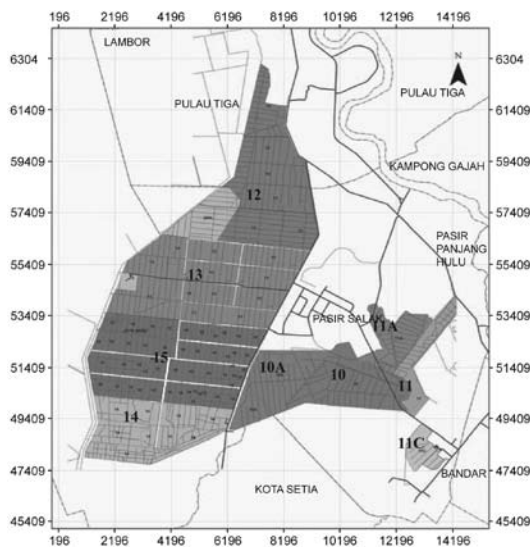 196 2196 4196 6196 8196 10196 12196 14196
LAMBOR
6304
N
PULAU TIGA
PULAU TIGA
61409
59409
KAMPONG GAJAH
12
57409
PASIR
PANJANG
HULU
55409
13
53409
PASIR SALAK
11A
15
51409
10A
10
11
14
49409
11C
47409
BANDAR
KOTA SETIA
45409
6304
61409
59409
57409
55409
53409
51409
49409
47409
45409
196 2196 4196 6196 8196 10196 12196 14196